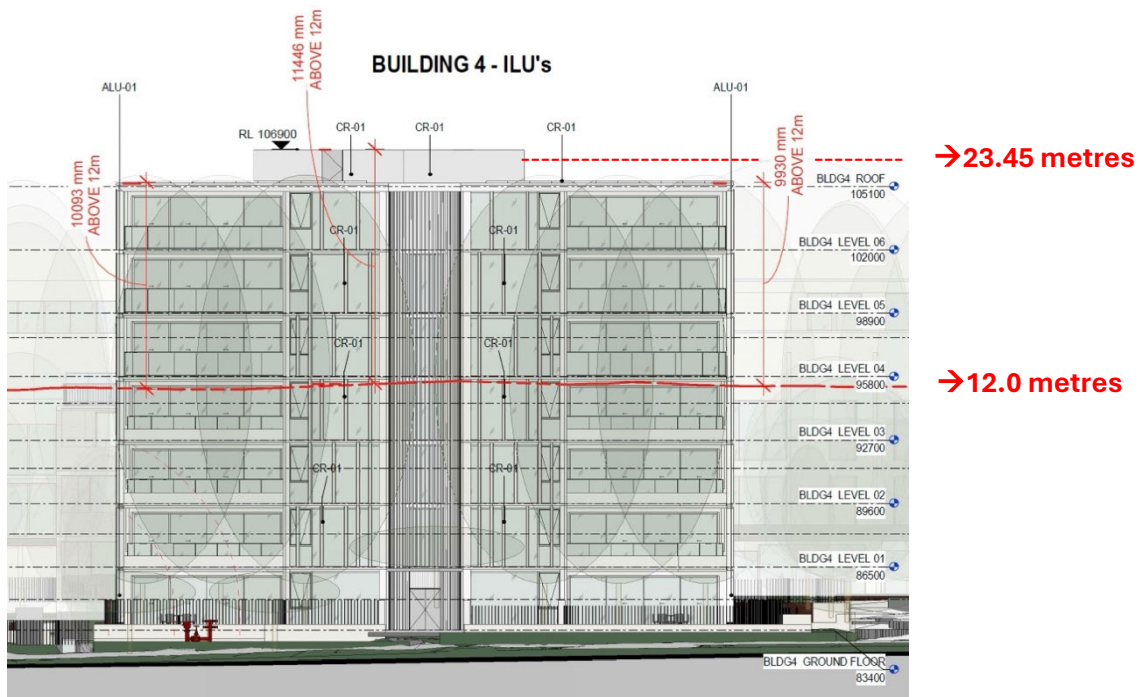 BUILDING 4 - ILU's
11446 mm
ABOVE 12m
ALU-01
ALU-01
RL 106900
CR-01
CR-01
CR-01
10093 mm
ABOVE 12m
9930 mm
ABOVE 12m
→23.45 metres
BLDG4 ROOF
105100
CR-01
CR-01
BLDG4 LEVEL 06
102000
BLDG4 LEVEL 05
98900
CR-01
CR-01
BLDG4 LEVEL 04
95800
→12.0 metres
BLDG4 LEVEL 03
92700
CR-01
BLDG4 LEVEL 02
89600
BLDG4 LEVEL 01
86500
BLDG4 GROUND FLOOR
83400